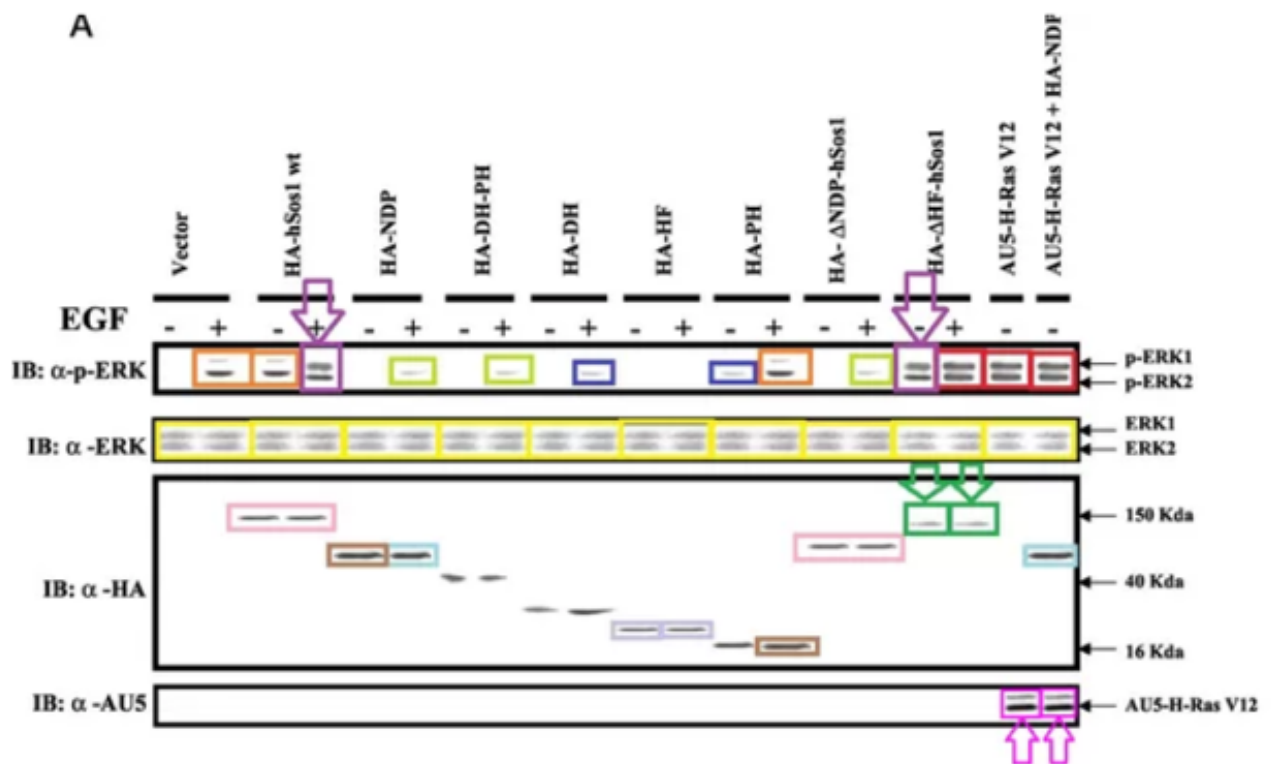 A
Vector
HA-hSos1 wt
HA-NDP
HA-DH-PH
HA-DH
HA-HF
HA-PH
HA- ΔNDP-hSos1
HA-ΔHF-hSos1
AU5-H-Ras V12
AU5-H-Ras V12 + HA-NDP
EGF - + - + - + - + - + - + - + - + - + - -
IB: α-p-ERK
p-ERK1
p-ERK2
IB: α -ERK
ERK1
ERK2
IB: α -HA
150 Kda
40 Kda
16 Kda
IB: α -AU5
AU5-H-Ras V12